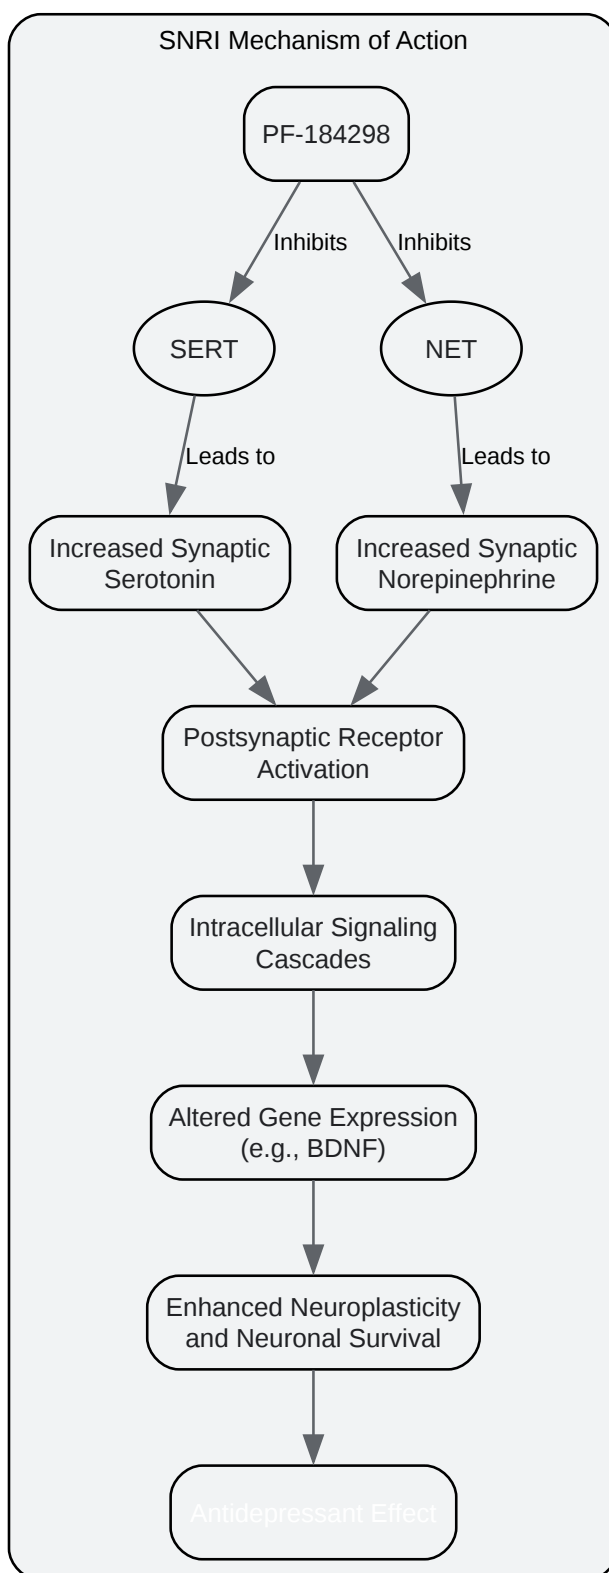 SNRI Mechanism of Action
PF-184298
Inhibits
Inhibits
SERT
NET
Leads to
Leads to
Increased Synaptic
Serotonin
Increased Synaptic
Norepinephrine
Postsynaptic Receptor
Activation
Intracellular Signaling
Cascades
Altered Gene Expression
(e.g., BDNF)
Enhanced Neuroplasticity
and Neuronal Survival
Antidepressant Effect